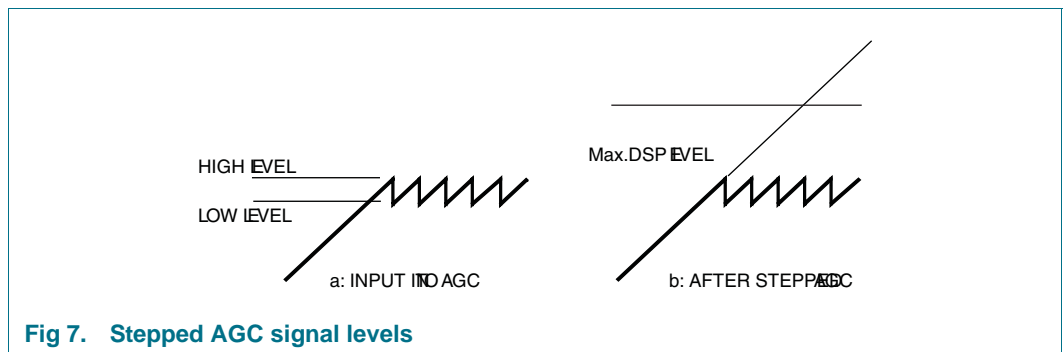 HIGH LEVEL
LOW LEVEL
a: INPUT INTO AGC
Max.DSP LEVEL
b: AFTER STEPPED AGC
Fig 7. Stepped AGC signal levels